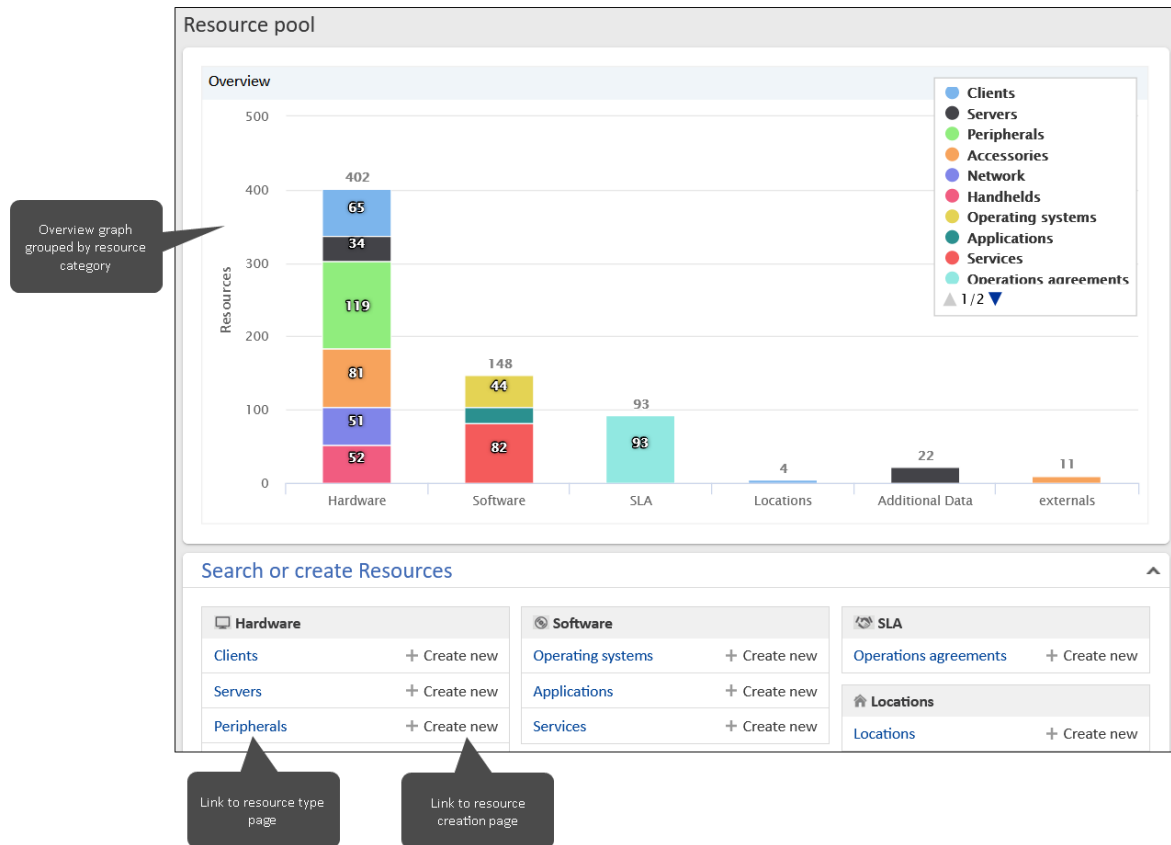 Resource pool
Overview
Clients
Servers
Peripherals
Accessories
Network
Handhelds
Operating systems
Applications
Services
Operations agreements
1/2
Resources
500
400
300
200
100
0
402
65
34
119
81
51
52
148
44
82
93
93
4
22
11
Hardware
Software
SLA
Locations
Additional Data
externals
Overview graph
grouped by resource
category
Search or create Resources
Hardware
Clients + Create new
Servers + Create new
Peripherals + Create new
Software
Operating systems + Create new
Applications + Create new
Services + Create new
SLA
Operations agreements + Create new
Locations
Locations + Create new
Link to resource type
page
Link to resource
creation page